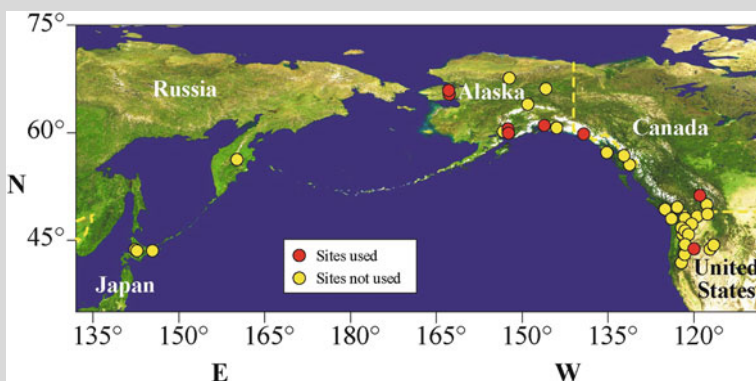 75°
Russia
Alaska
60°
Canada
N
45°
Sites used
Sites not used
Japan
United
States
135° 150° 165° 180° 165° 150° 135° 120°
E W